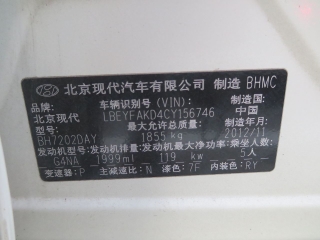 北京现代汽车有限公司 制造 BHMC
北京现代 车辆识别号(VIN): 制造国:
LBEYFAKD4CY156746 中国
型号: 最大允许总质量: 制造年月:
BH7202DAY 1855 kg 2012/11
发动机: 发动机排量: 发动机最大净功率: 乘坐人数:
G4NA 1999ml 119 kw 5人
变速器: P 主减速比: N 漆色: 7F 内装色: RY